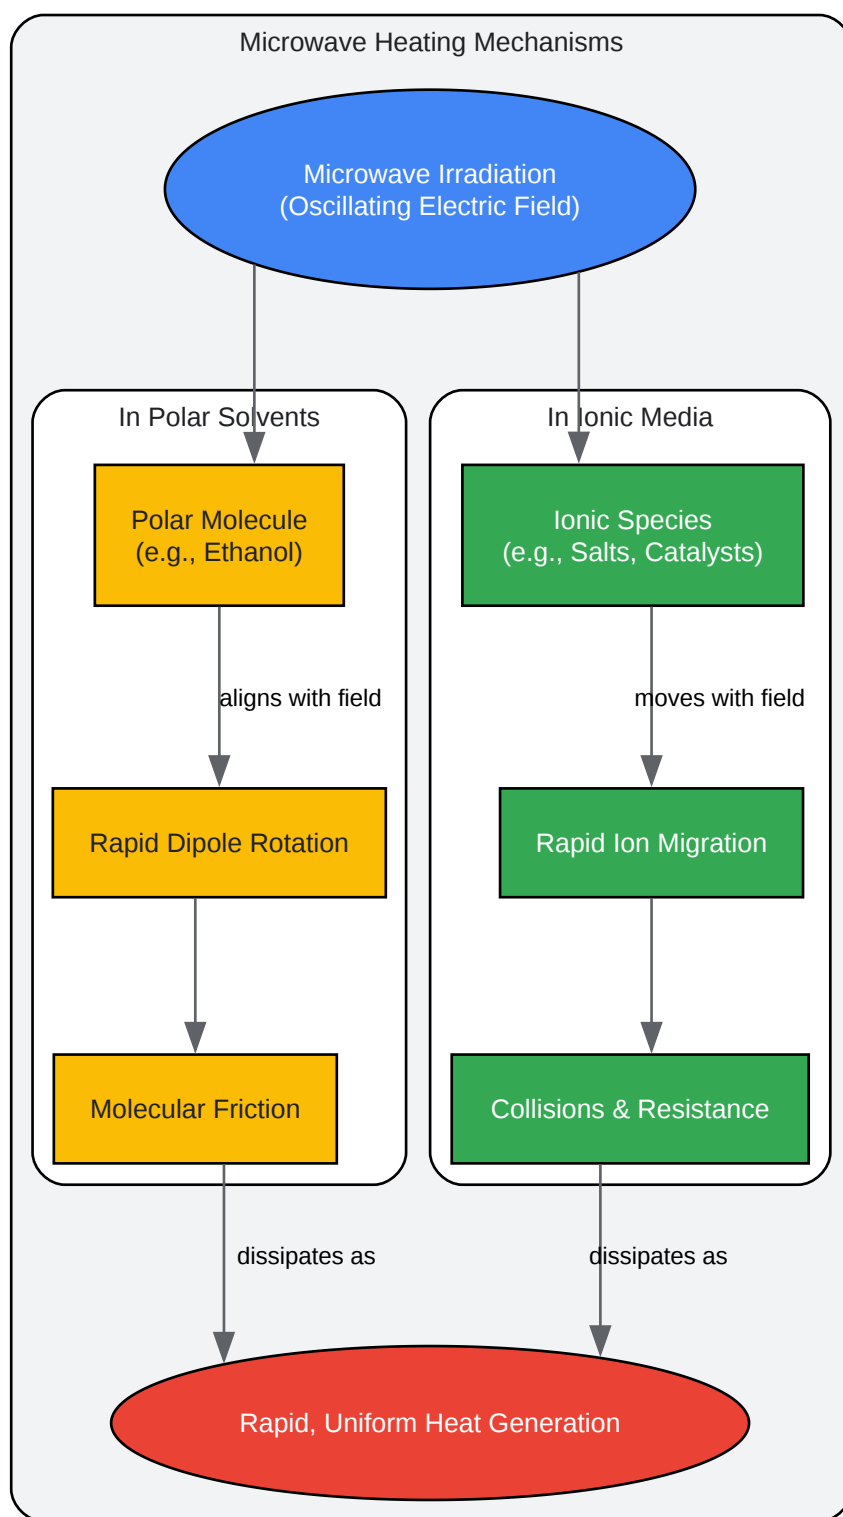 Microwave Heating Mechanisms
Microwave Irradiation
(Oscillating Electric Field)
In Polar Solvents
Polar Molecule
(e.g., Ethanol)
aligns with field
Rapid Dipole Rotation
Molecular Friction
dissipates as
In Ionic Media
Ionic Species
(e.g., Salts, Catalysts)
moves with field
Rapid Ion Migration
Collisions & Resistance
dissipates as
Rapid, Uniform Heat Generation